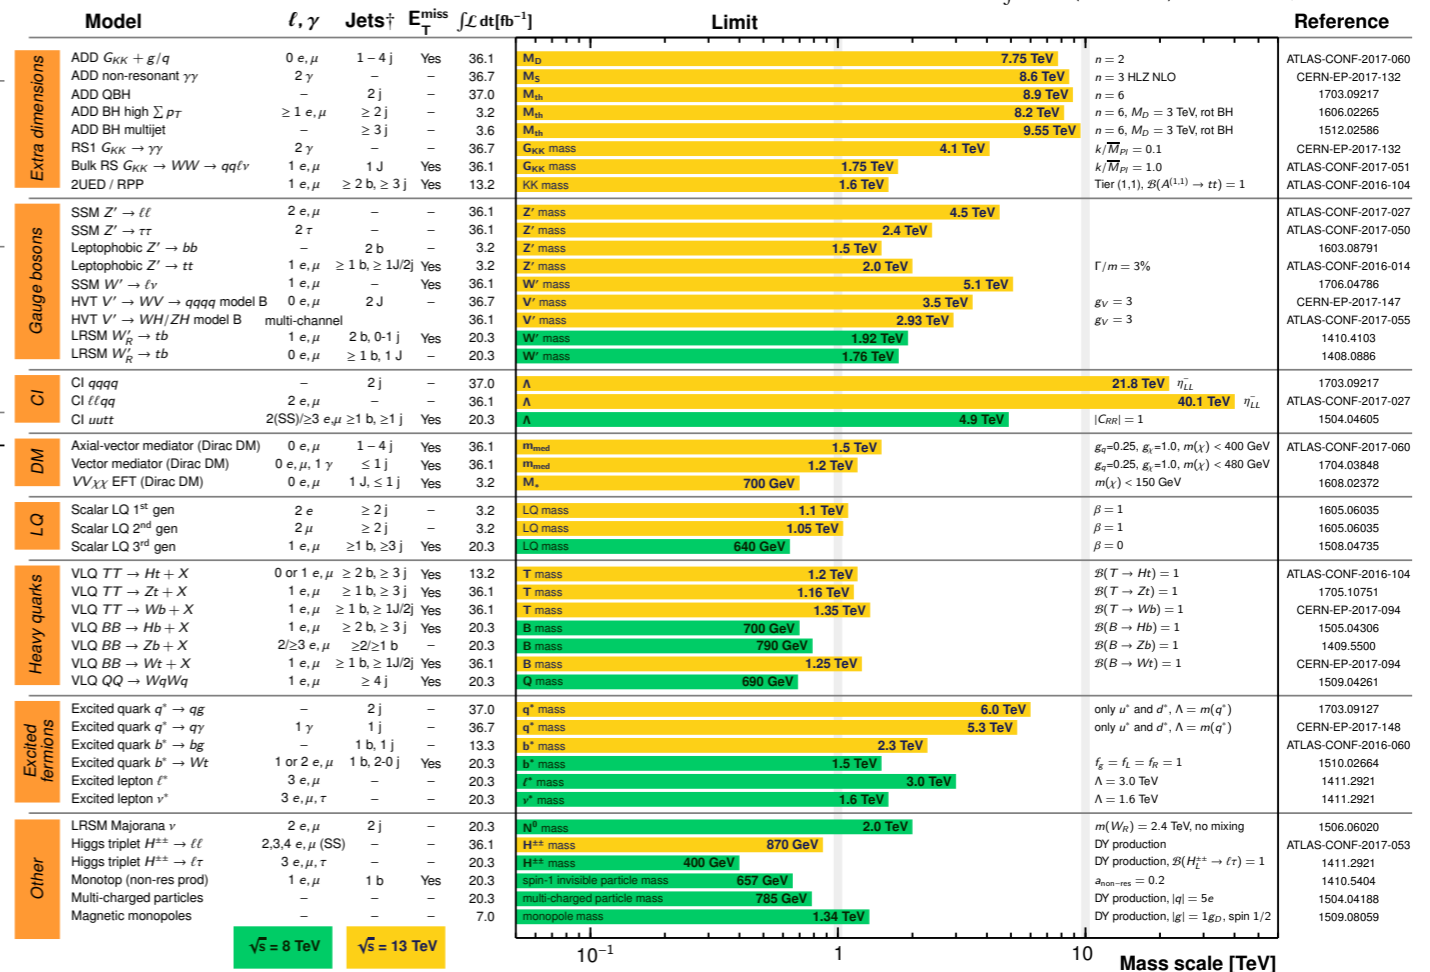 Model ℓ, γ Jets† E_T^miss ∫ℒ dt[fb⁻¹] Limit Reference
Extra dimensions
ADD G_KK + g/q 0 e, μ 1 − 4 j Yes 36.1 M_D 7.75 TeV n = 2 ATLAS-CONF-2017-060
ADD non-resonant γγ 2 γ − − 36.7 M_S 8.6 TeV n = 3 HLZ NLO CERN-EP-2017-132
ADD QBH − 2 j − 37.0 M_th 8.9 TeV n = 6 1703.09217
ADD BH high ∑ p_T ≥ 1 e, μ ≥ 2 j − 3.2 M_th 8.2 TeV n = 6, M_D = 3 TeV, rot BH 1606.02265
ADD BH multijet − ≥ 3 j − 3.6 M_th 9.55 TeV n = 6, M_D = 3 TeV, rot BH 1512.02586
RS1 G_KK → γγ 2 γ − − 36.7 G_KK mass 4.1 TeV k/M̅_Pl = 0.1 CERN-EP-2017-132
Bulk RS G_KK → WW → qqℓν 1 e, μ 1 J Yes 36.1 G_KK mass 1.75 TeV k/M̅_Pl = 1.0 ATLAS-CONF-2017-051
2UED / RPP 1 e, μ ≥ 2 b, ≥ 3 j Yes 13.2 KK mass 1.6 TeV Tier (1,1), ℬ(A^(1,1) → tt) = 1 ATLAS-CONF-2016-104
Gauge bosons
SSM Z′ → ℓℓ 2 e, μ − − 36.1 Z′ mass 4.5 TeV ATLAS-CONF-2017-027
SSM Z′ → ττ 2 τ − − 36.1 Z′ mass 2.4 TeV ATLAS-CONF-2017-050
Leptophobic Z′ → bb − 2 b − 3.2 Z′ mass 1.5 TeV 1603.08791
Leptophobic Z′ → tt 1 e, μ ≥ 1 b, ≥ 1J/2j Yes 3.2 Z′ mass 2.0 TeV Γ/m = 3% ATLAS-CONF-2016-014
SSM W′ → ℓν 1 e, μ − Yes 36.1 W′ mass 5.1 TeV 1706.04786
HVT V′ → WV → qqqq model B 0 e, μ 2 J − 36.7 V′ mass 3.5 TeV g_V = 3 CERN-EP-2017-147
HVT V′ → WH/ZH model B multi-channel 36.1 V′ mass 2.93 TeV g_V = 3 ATLAS-CONF-2017-055
LRSM W′_R → tb 1 e, μ 2 b, 0-1 j Yes 20.3 W′ mass 1.92 TeV 1410.4103
LRSM W′_R → tb 0 e, μ ≥ 1 b, 1 J − 20.3 W′ mass 1.76 TeV 1408.0886
CI
CI qqqq − 2 j − 37.0 Λ 21.8 TeV η⁻_LL 1703.09217
CI ℓℓqq 2 e, μ − − 36.1 Λ 40.1 TeV η⁻_LL ATLAS-CONF-2017-027
CI uutt 2(SS)/≥3 e,μ ≥1 b, ≥1 j Yes 20.3 Λ 4.9 TeV |C_RR| = 1 1504.04605
DM
Axial-vector mediator (Dirac DM) 0 e, μ 1 − 4 j Yes 36.1 m_med 1.5 TeV g_q=0.25, g_χ=1.0, m(χ) < 400 GeV ATLAS-CONF-2017-060
Vector mediator (Dirac DM) 0 e, μ, 1 γ ≤ 1 j Yes 36.1 m_med 1.2 TeV g_q=0.25, g_χ=1.0, m(χ) < 480 GeV 1704.03848
VVχχ EFT (Dirac DM) 0 e, μ 1 J, ≤ 1 j Yes 3.2 M_* 700 GeV m(χ) < 150 GeV 1608.02372
LQ
Scalar LQ 1st gen 2 e ≥ 2 j − 3.2 LQ mass 1.1 TeV β = 1 1605.06035
Scalar LQ 2nd gen 2 μ ≥ 2 j − 3.2 LQ mass 1.05 TeV β = 1 1605.06035
Scalar LQ 3rd gen 1 e, μ ≥1 b, ≥3 j Yes 20.3 LQ mass 640 GeV β = 0 1508.04735
Heavy quarks
VLQ TT → Ht + X 0 or 1 e, μ ≥ 2 b, ≥ 3 j Yes 13.2 T mass 1.2 TeV ℬ(T → Ht) = 1 ATLAS-CONF-2016-104
VLQ TT → Zt + X 1 e, μ ≥ 1 b, ≥ 3 j Yes 36.1 T mass 1.16 TeV ℬ(T → Zt) = 1 1705.10751
VLQ TT → Wb + X 1 e, μ ≥ 1 b, ≥ 1J/2j Yes 36.1 T mass 1.35 TeV ℬ(T → Wb) = 1 CERN-EP-2017-094
VLQ BB → Hb + X 1 e, μ ≥ 2 b, ≥ 3 j Yes 20.3 B mass 700 GeV ℬ(B → Hb) = 1 1505.04306
VLQ BB → Zb + X 2/≥3 e, μ ≥2/≥1 b − 20.3 B mass 790 GeV ℬ(B → Zb) = 1 1409.5500
VLQ BB → Wt + X 1 e, μ ≥ 1 b, ≥ 1J/2j Yes 36.1 B mass 1.25 TeV ℬ(B → Wt) = 1 CERN-EP-2017-094
VLQ QQ → WqWq 1 e, μ ≥ 4 j Yes 20.3 Q mass 690 GeV 1509.04261
Excited fermions
Excited quark q* → qg − 2 j − 37.0 q* mass 6.0 TeV only u* and d*, Λ = m(q*) 1703.09127
Excited quark q* → qγ 1 γ 1 j − 36.7 q* mass 5.3 TeV only u* and d*, Λ = m(q*) CERN-EP-2017-148
Excited quark b* → bg − 1 b, 1 j − 13.3 b* mass 2.3 TeV ATLAS-CONF-2016-060
Excited quark b* → Wt 1 or 2 e, μ 1 b, 2-0 j Yes 20.3 b* mass 1.5 TeV f_g = f_L = f_R = 1 1510.02664
Excited lepton ℓ* 3 e, μ − − 20.3 ℓ* mass 3.0 TeV Λ = 3.0 TeV 1411.2921
Excited lepton ν* 3 e, μ, τ − − 20.3 ν* mass 1.6 TeV Λ = 1.6 TeV 1411.2921
Other
LRSM Majorana ν 2 e, μ 2 j − 20.3 N⁰ mass 2.0 TeV m(W_R) = 2.4 TeV, no mixing 1506.06020
Higgs triplet H^±± → ℓℓ 2,3,4 e, μ (SS) − − 36.1 H^±± mass 870 GeV DY production ATLAS-CONF-2017-053
Higgs triplet H^±± → ℓτ 3 e, μ, τ − − 20.3 H^±± mass 400 GeV DY production, ℬ(H_L^±± → ℓτ) = 1 1411.2921
Monotop (non-res prod) 1 e, μ 1 b Yes 20.3 spin-1 invisible particle mass 657 GeV a_non-res = 0.2 1410.5404
Multi-charged particles − − − 20.3 multi-charged particle mass 785 GeV DY production, |q| = 5e 1504.04188
Magnetic monopoles − − − 7.0 monopole mass 1.34 TeV DY production, |g| = 1g_D, spin 1/2 1509.08059
√s = 8 TeV √s = 13 TeV
10⁻¹ 1 10
Mass scale [TeV]